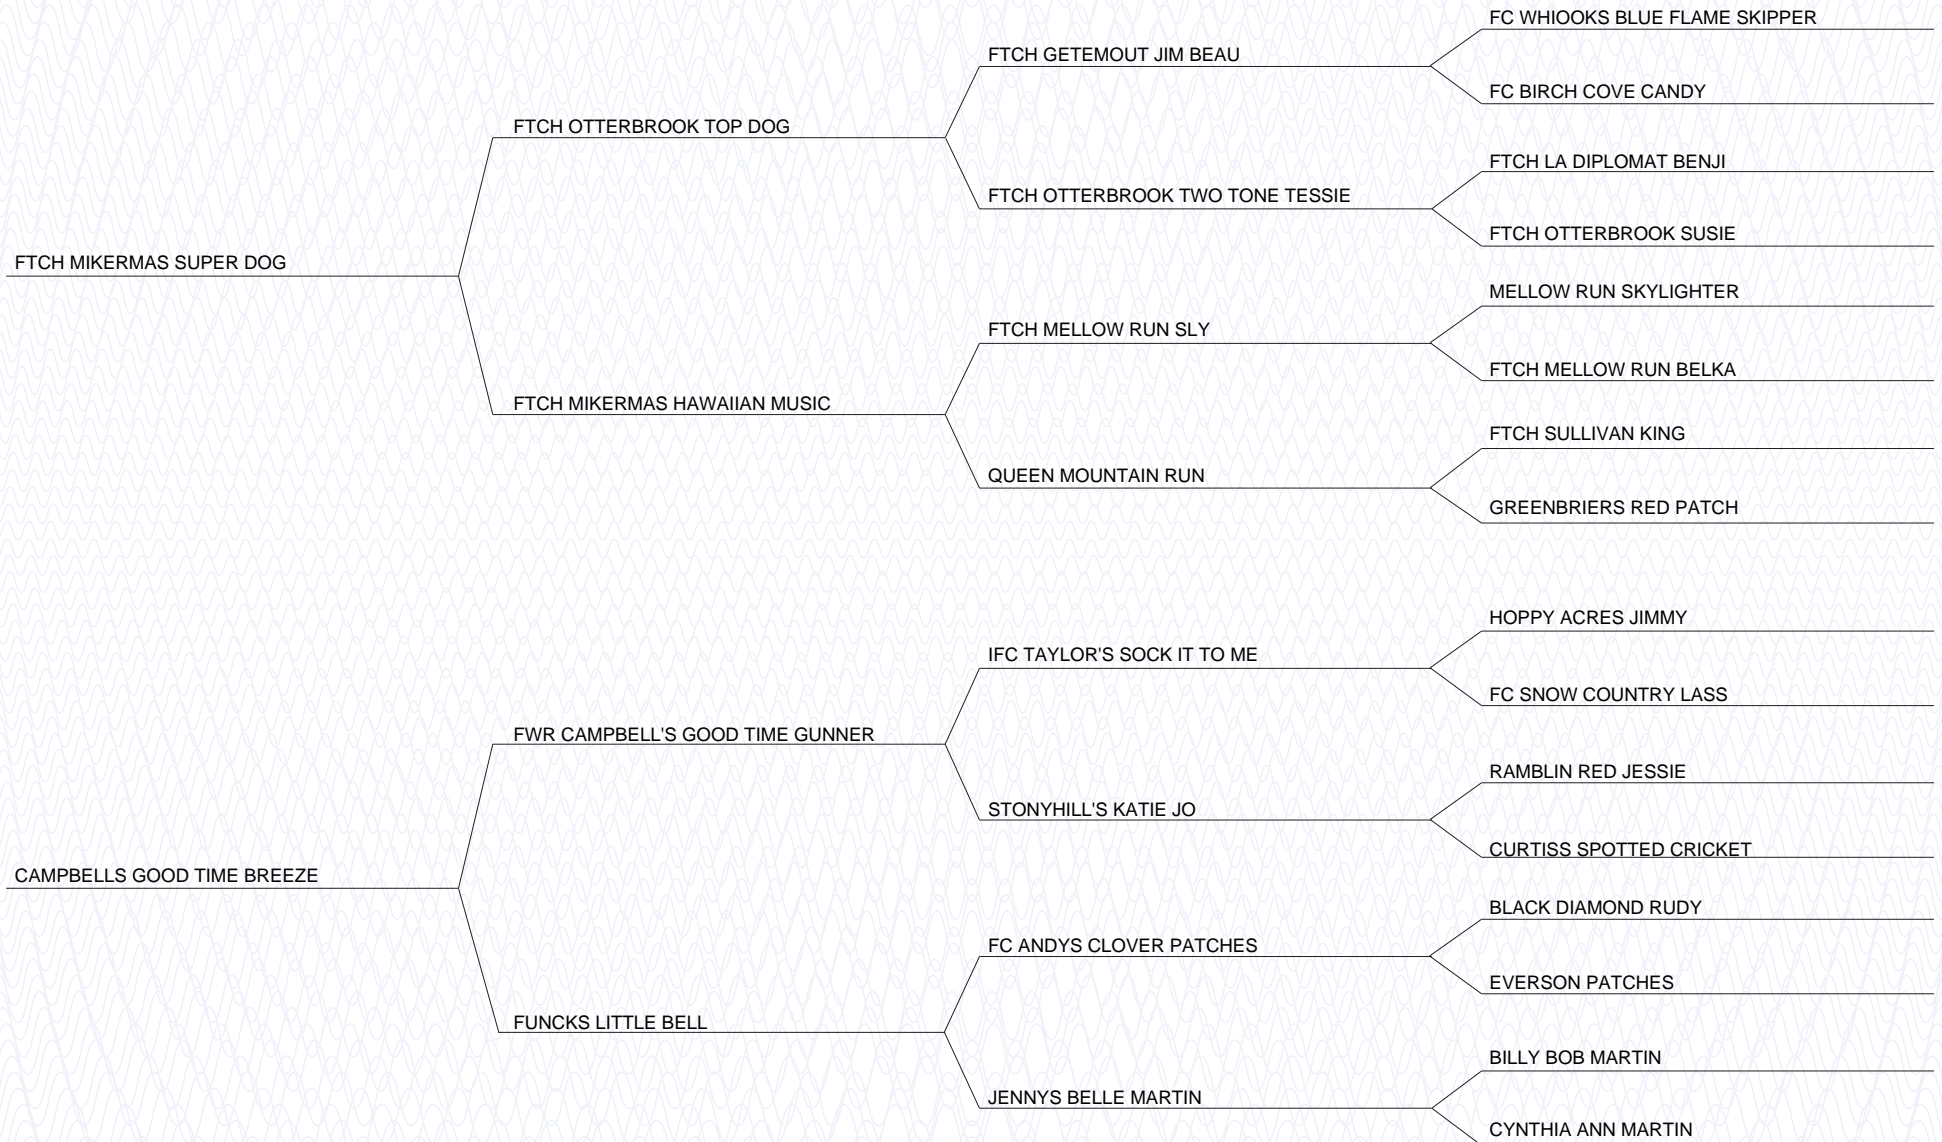 FC WHIOOKS BLUE FLAME SKIPPER
FTCH GETEMOUT JIM BEAU
FC BIRCH COVE CANDY
FTCH OTTERBROOK TOP DOG
FTCH LA DIPLOMAT BENJI
FTCH OTTERBROOK TWO TONE TESSIE
FTCH OTTERBROOK SUSIE
FTCH MIKERMAS SUPER DOG
MELLOW RUN SKYLIGHTER
FTCH MELLOW RUN SLY
FTCH MELLOW RUN BELKA
FTCH MIKERMAS HAWAIIAN MUSIC
FTCH SULLIVAN KING
QUEEN MOUNTAIN RUN
GREENBRIERS RED PATCH
HOPPY ACRES JIMMY
IFC TAYLOR'S SOCK IT TO ME
FC SNOW COUNTRY LASS
FWR CAMPBELL'S GOOD TIME GUNNER
RAMBLIN RED JESSIE
STONYHILL'S KATIE JO
CURTISS SPOTTED CRICKET
CAMPBELLS GOOD TIME BREEZE
BLACK DIAMOND RUDY
FC ANDYS CLOVER PATCHES
EVERSON PATCHES
FUNCKS LITTLE BELL
BILLY BOB MARTIN
JENNYS BELLE MARTIN
CYNTHIA ANN MARTIN